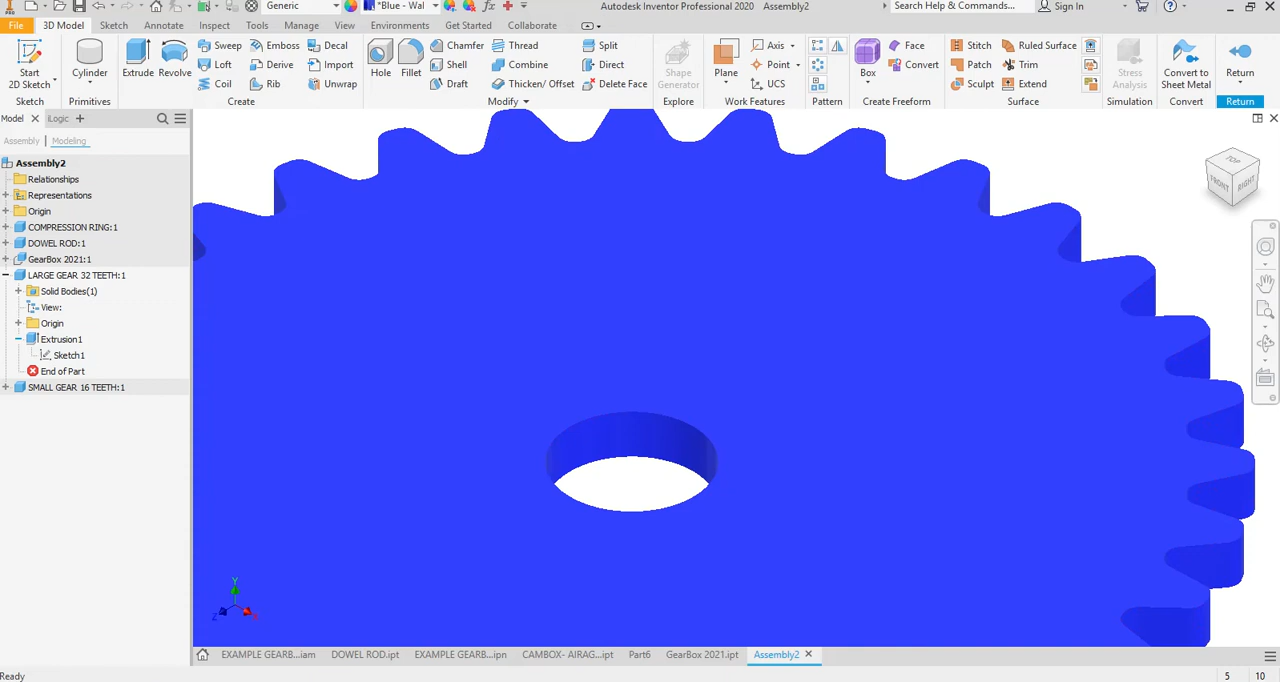 Generic
*Blue - Wal
Autodesk Inventor Professional 2020 Assembly2
Search Help & Commands...
Sign In
File
3D Model
Sketch
Annotate
Inspect
Tools
Manage
View
Environments
Get Started
Collaborate
Start
2D Sketch
Sketch
Cylinder
Primitives
Extrude
Revolve
Sweep
Emboss
Decal
Loft
Derive
Import
Coil
Rib
Unwrap
Create
Hole
Fillet
Chamfer
Thread
Split
Shell
Combine
Direct
Draft
Thicken/ Offset
Delete Face
Modify
Shape
Generator
Explore
Plane
Axis
Point
UCS
Work Features
Pattern
Box
Face
Convert
Create Freeform
Stitch
Ruled Surface
Patch
Trim
Sculpt
Extend
Surface
Stress
Analysis
Simulation
Convert to
Sheet Metal
Convert
Return
Return
Model
iLogic
Assembly
Modeling
Assembly2
Relationships
Representations
Origin
COMPRESSION RING:1
DOWEL ROD:1
GearBox 2021:1
LARGE GEAR 32 TEETH:1
Solid Bodies(1)
View:
Origin
Extrusion1
Sketch1
End of Part
SMALL GEAR 16 TEETH:1
TOP
FRONT
RIGHT
Y
Z
X
EXAMPLE GEARB...iam
DOWEL ROD.ipt
EXAMPLE GEARB...ipn
CAMBOX- AIRAG...ipt
Part6
GearBox 2021.ipt
Assembly2
Ready
5
10